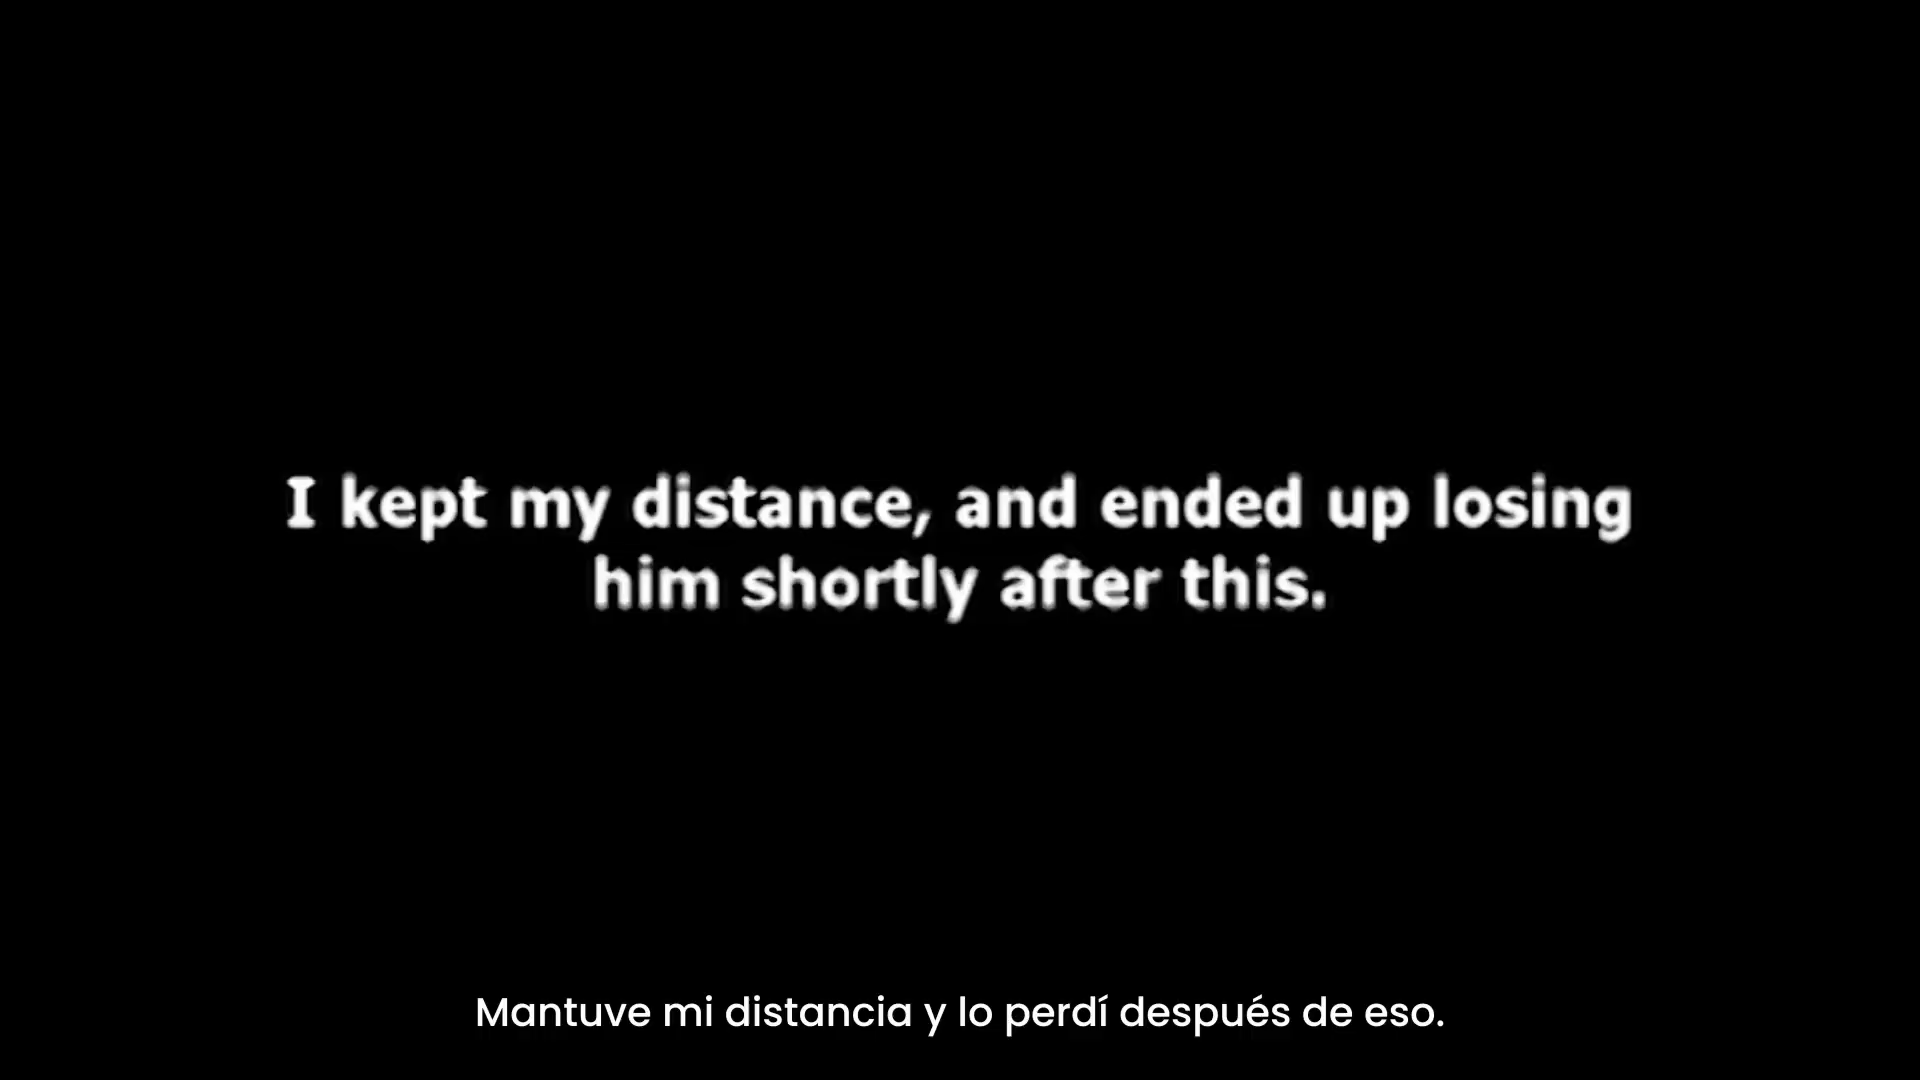 I kept my distance, and ended up losing
him shortly after this.
Mantuve mi distancia y lo perdí después de eso.